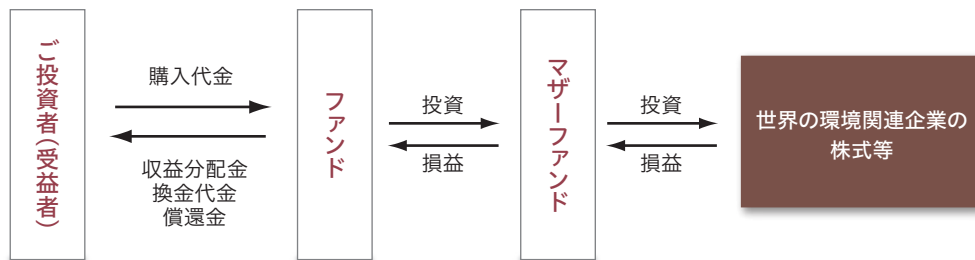 ご投資者（受益者）
購入代金
収益分配金
換金代金
償還金
ファンド
投資
損益
マザーファンド
投資
損益
世界の環境関連企業の
株式等